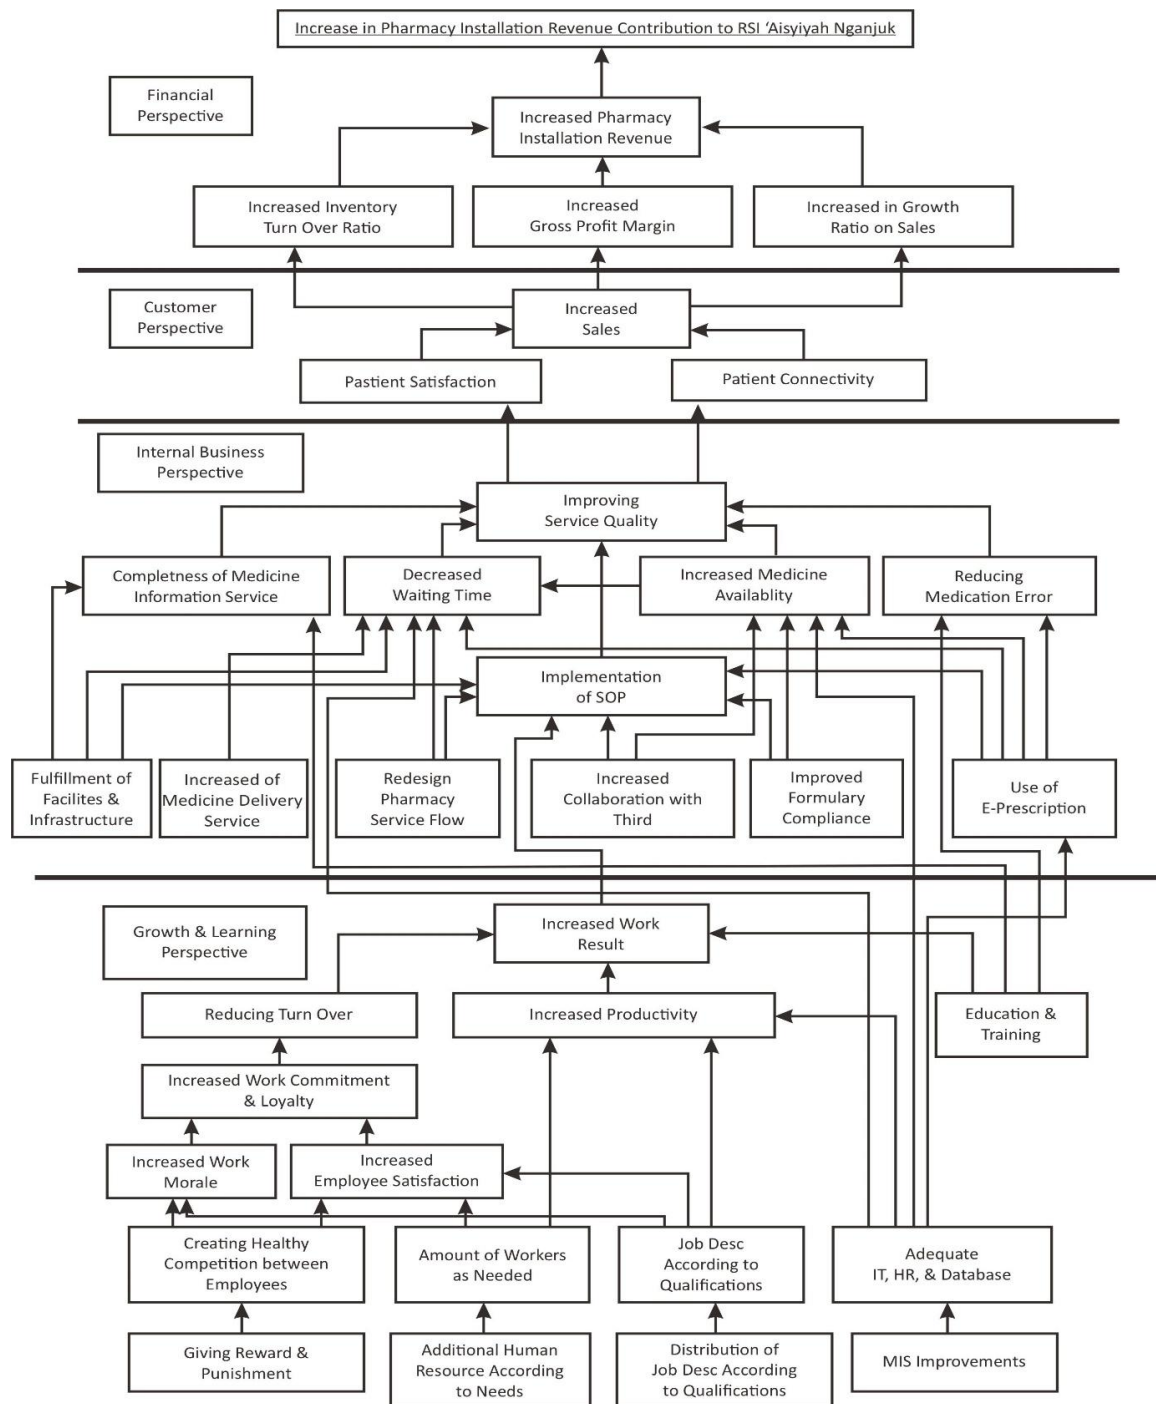 Increase in Pharmacy Installation Revenue Contribution to RSI ‘Aisyiyah Nganjuk
Financial
Perspective
Increased Pharmacy
Installation Revenue
Increased Inventory
Turn Over Ratio
Increased
Gross Profit Margin
Increased in Growth
Ratio on Sales
Customer
Perspective
Increased
Sales
Pastient Satisfaction
Patient Connectivity
Internal Business
Perspective
Improving
Service Quality
Completness of Medicine
Information Service
Decreased
Waiting Time
Increased Medicine
Availablity
Reducing
Medication Error
Implementation
of SOP
Fulfillment of
Facilites &
Infrastructure
Increased of
Medicine Delivery
Service
Redesign
Pharmacy
Service Flow
Increased
Collaboration with
Third
Improved
Formulary
Compliance
Use of
E-Prescription
Growth & Learning
Perspective
Increased Work
Result
Reducing Turn Over
Increased Productivity
Education &
Training
Increased Work Commitment
& Loyalty
Increased Work
Morale
Increased
Employee Satisfaction
Creating Healthy
Competition between
Employees
Amount of Workers
as Needed
Job Desc
According to
Qualifications
Adequate
IT, HR, & Database
Giving Reward &
Punishment
Additional Human
Resource According
to Needs
Distribution of
Job Desc According
to Qualifications
MIS Improvements